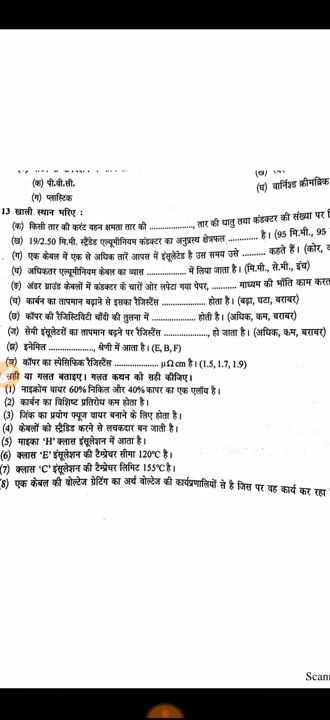 (क) पी.वी.सी.
(ग) प्लास्टिक
(घ) वार्निश्ड क्रीमब्रिक
13 खाली स्थान भरिए :
(क) किसी तार की करंट वहन क्षमता तार की ...................., तार की धातु तथा कंडक्टर की संख्या पर
(ख) 19/2.50 मि.मी. स्ट्रैंडेड एल्यूमीनियम कंडक्टर का अनुप्रस्थ क्षेत्रफल ............ है। (95 मि.मी., 95
(ग) एक केबल में एक से अधिक तारें आपस में इंसुलेटेड है उस समय उसे .......... कहते हैं। (कोर,
(घ) अधिकतर एल्यूमीनियम केबल का व्यास .................. में लिया जाता है। (मि.मी., से.मी., इंच)
(ङ) अंडर ग्राउंड केबलों में कंडक्टर के चारों ओर लपेटा गया पेपर, .......... माध्यम की भाँति काम करता
(च) कार्बन का तापमान बढ़ाने से इसका रैजिस्टैंस .................. होता है। (बढ़ा, घटा, बराबर)
(छ) कॉपर की रैजिस्टिविटी चाँदी की तुलना में .................. होती है। (अधिक, कम, बराबर)
(ज) सेमी इंसुलेटरों का तापमान बढ़ने पर रैजिस्टैंस .................., हो जाता है। (अधिक, कम, बराबर)
(झ) इनेमिल ..................., श्रेणी में आता है। (E, B, F)
(ञ) कॉपर का स्पेसिफिक रैजिस्टैंस .................. μΩ cm है। (1.5, 1.7, 1.9)
सही या गलत बताइए। गलत कथन को सही कीजिए।
(1) नाइक्रोम वायर 60% निकिल और 40% कापर का एक एलॉय है।
(2) कार्बन का विशिष्ट प्रतिरोध कम होता है।
(3) जिंक का प्रयोग फ्यूज वायर बनाने के लिए होता है।
(4) केबलों को स्ट्रैडिड करने से लचकदार बन जाती है।
(5) माइका 'H' क्लास इंसुलेशन में आता है।
(6) क्लास 'E' इंसुलेशन की टैम्प्रेचर सीमा 120°C है।
(7) क्लास 'C' इंसुलेशन की टैम्प्रेचर लिमिट 155°C है।
(8) एक केबल की वोल्टेज ग्रेटिंग का अर्थ वोल्टेज की कार्यप्रणालियों से है जिस पर वह कार्य कर रहा
Scann